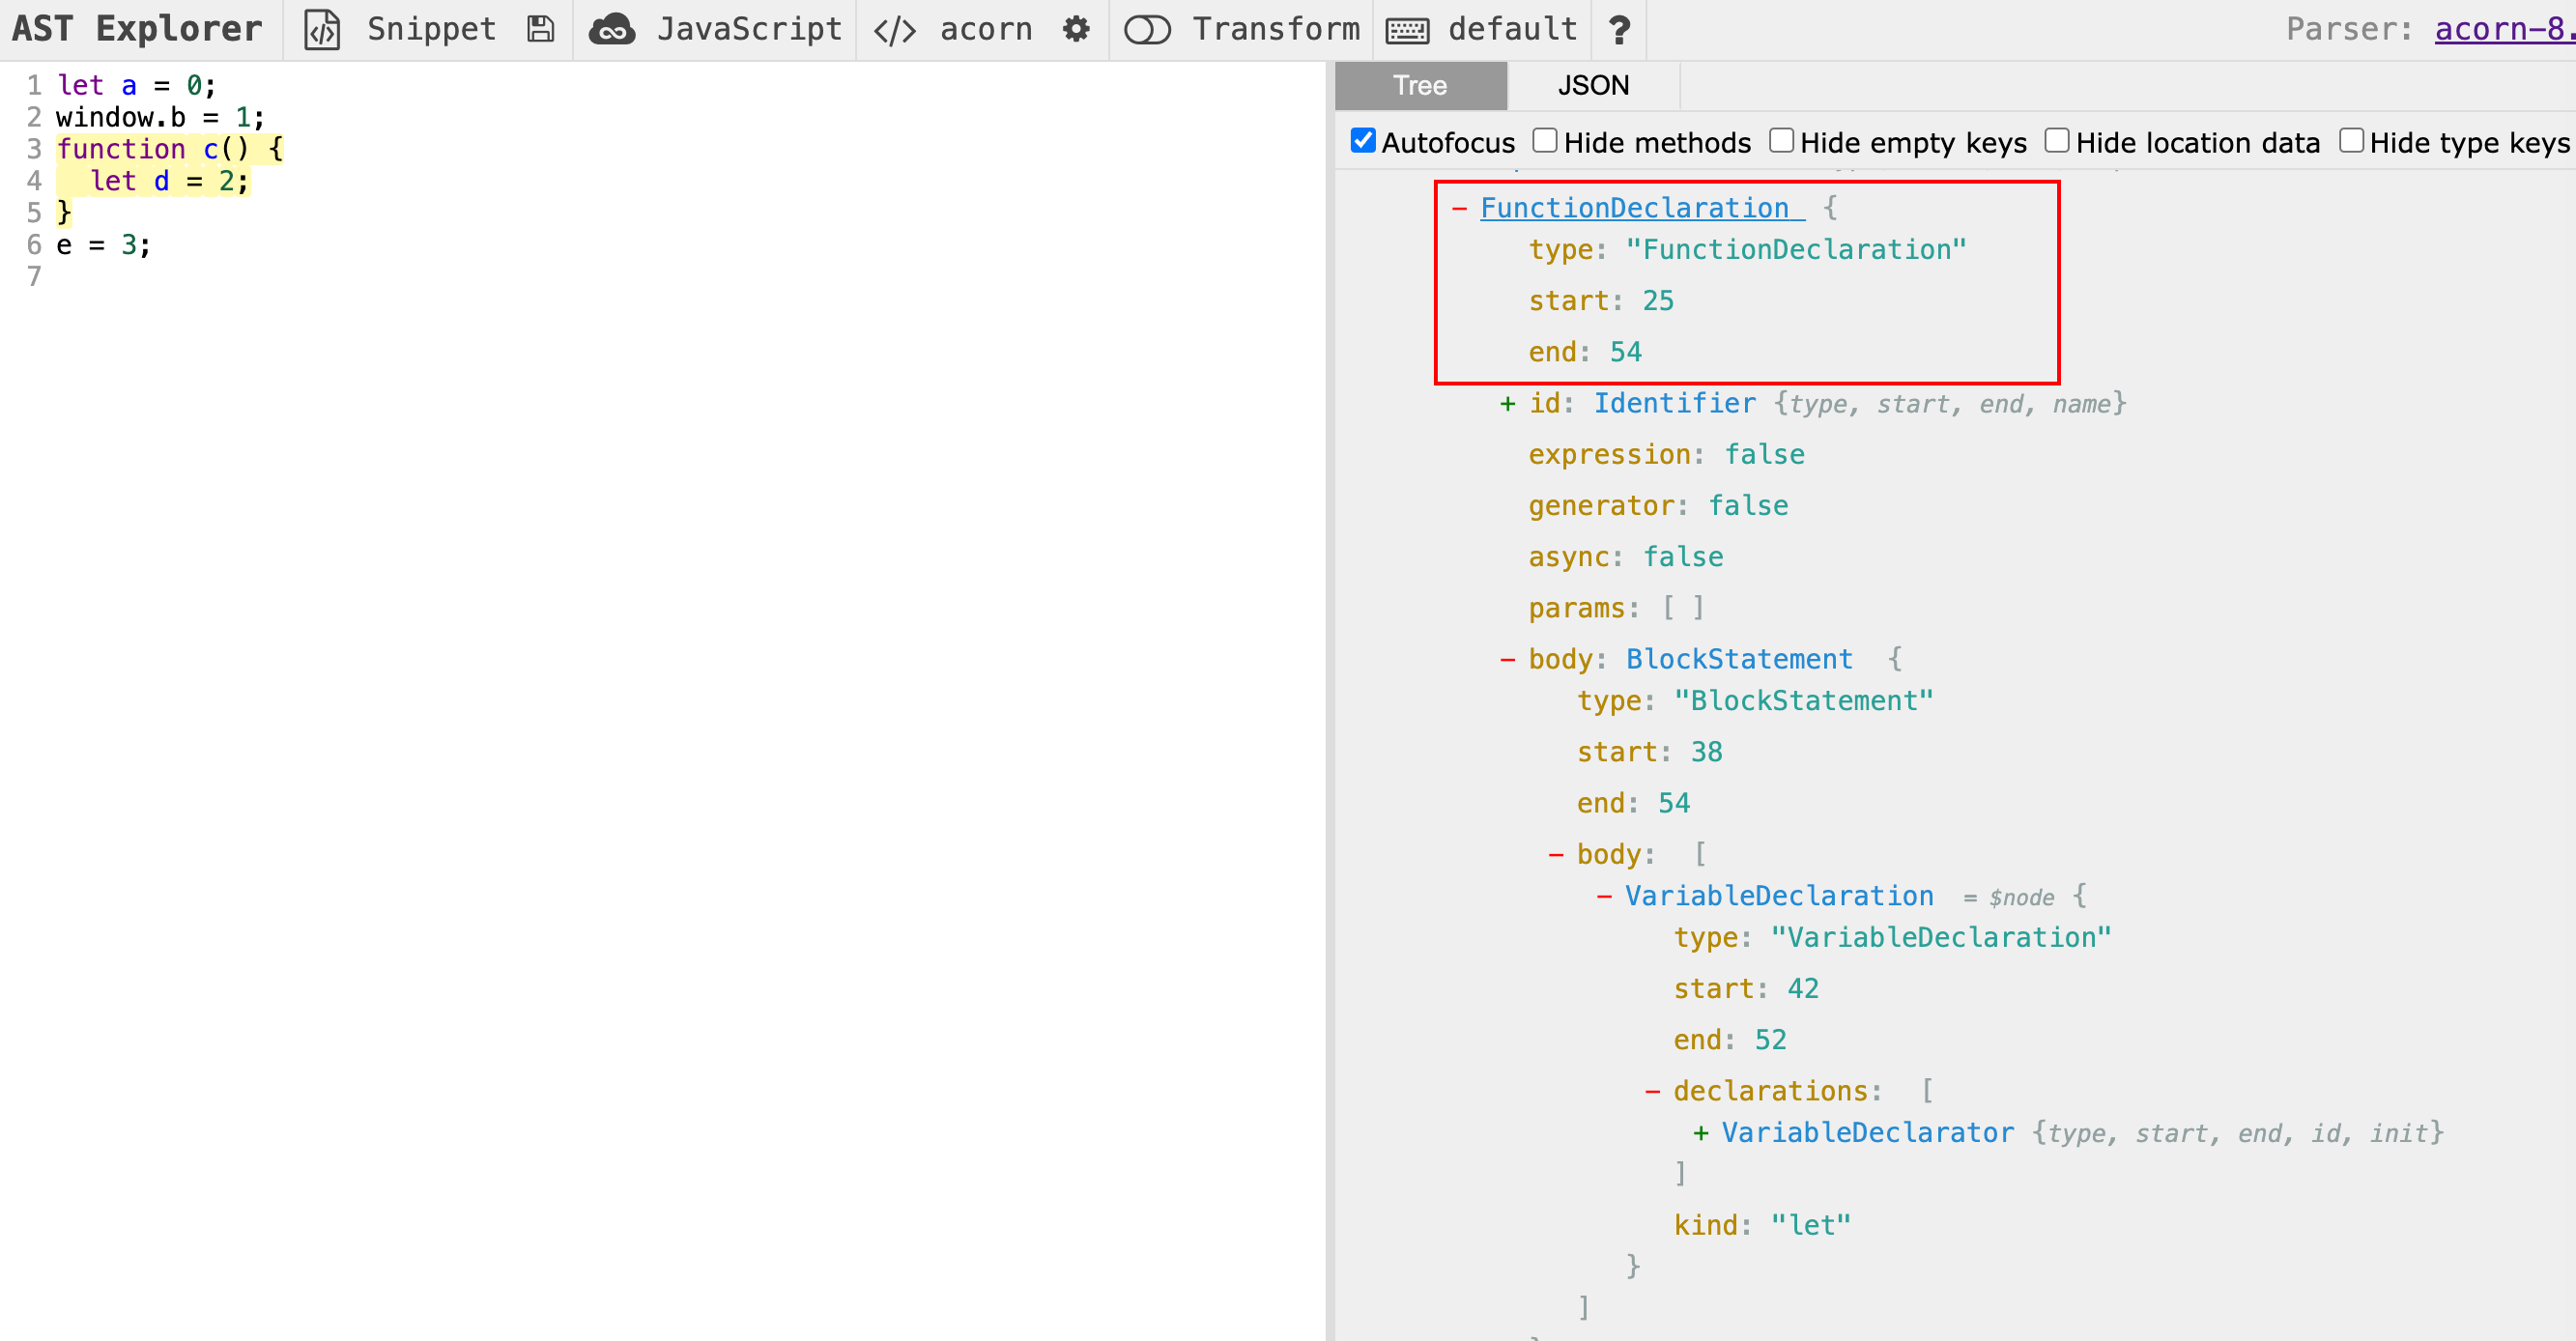 AST Explorer Snippet JavaScript </> acorn Transform default ? Parser: acorn-8.
1 let a = 0;
2 window.b = 1;
3 function c() {
4   let d = 2;
5 }
6 e = 3;
7
Tree JSON
Autofocus Hide methods Hide empty keys Hide location data Hide type keys
- FunctionDeclaration {
type: "FunctionDeclaration"
start: 25
end: 54
+ id: Identifier {type, start, end, name}
expression: false
generator: false
async: false
params: [ ]
- body: BlockStatement {
type: "BlockStatement"
start: 38
end: 54
- body: [
- VariableDeclaration = $node {
type: "VariableDeclaration"
start: 42
end: 52
- declarations: [
+ VariableDeclarator {type, start, end, id, init}
]
kind: "let"
}
]